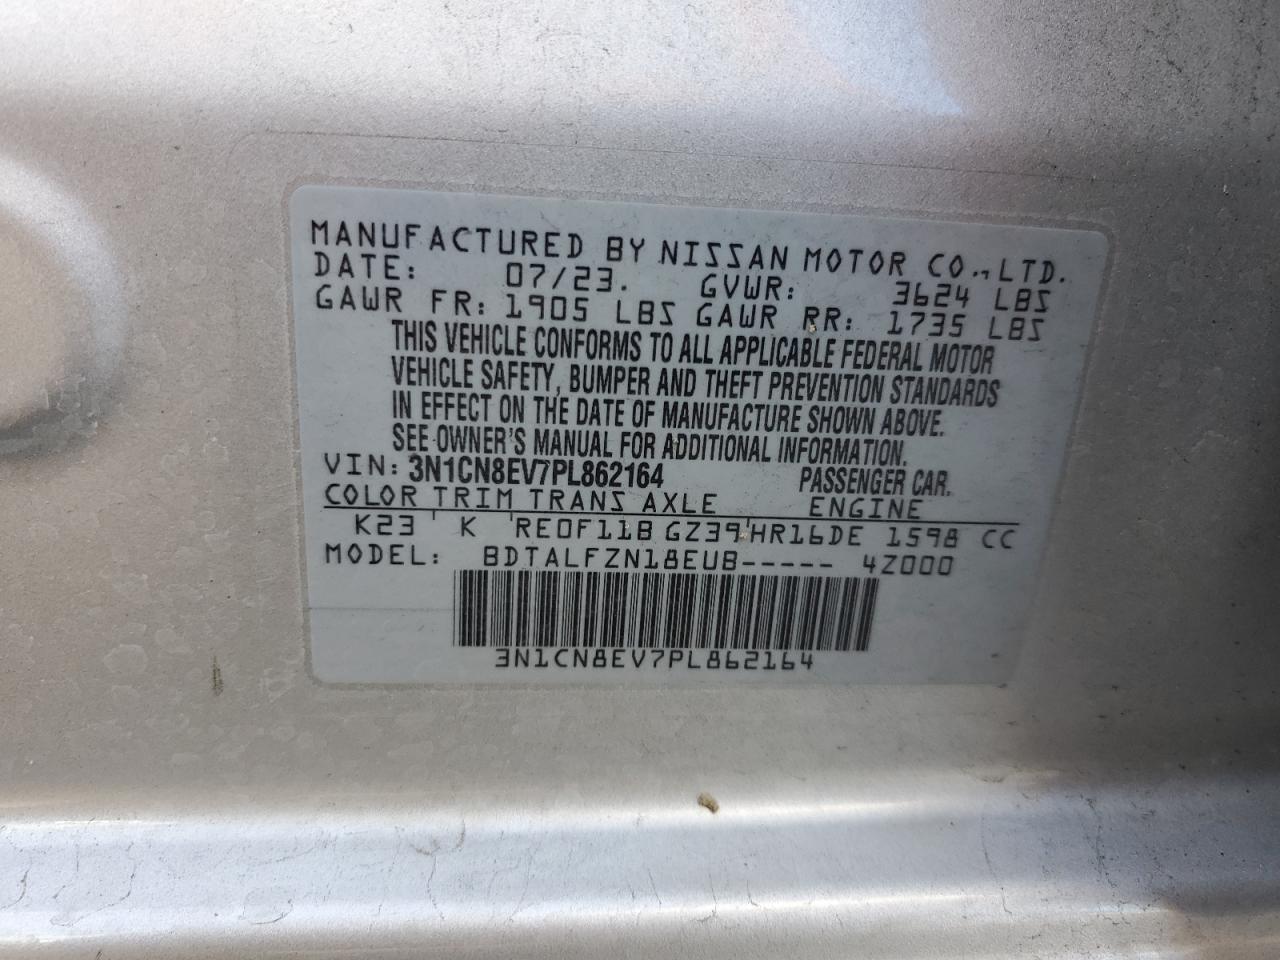 MANUFACTURED BY NISSAN MOTOR CO.,LTD.
DATE: 07/23. GVWR: 3624 LBS
GAWR FR: 1905 LBS GAWR RR: 1735 LBS
THIS VEHICLE CONFORMS TO ALL APPLICABLE FEDERAL MOTOR
VEHICLE SAFETY, BUMPER AND THEFT PREVENTION STANDARDS
IN EFFECT ON THE DATE OF MANUFACTURE SHOWN ABOVE.
SEE OWNER'S MANUAL FOR ADDITIONAL INFORMATION.
VIN: 3N1CN8EV7PL862164 PASSENGER CAR.
COLOR TRIM TRANS AXLE ENGINE
K23 K RE0F11B GZ39 HR16DE 1598 CC
MODEL: BDTALFZN18EUB----- 4Z000
3N1CN8EV7PL862164